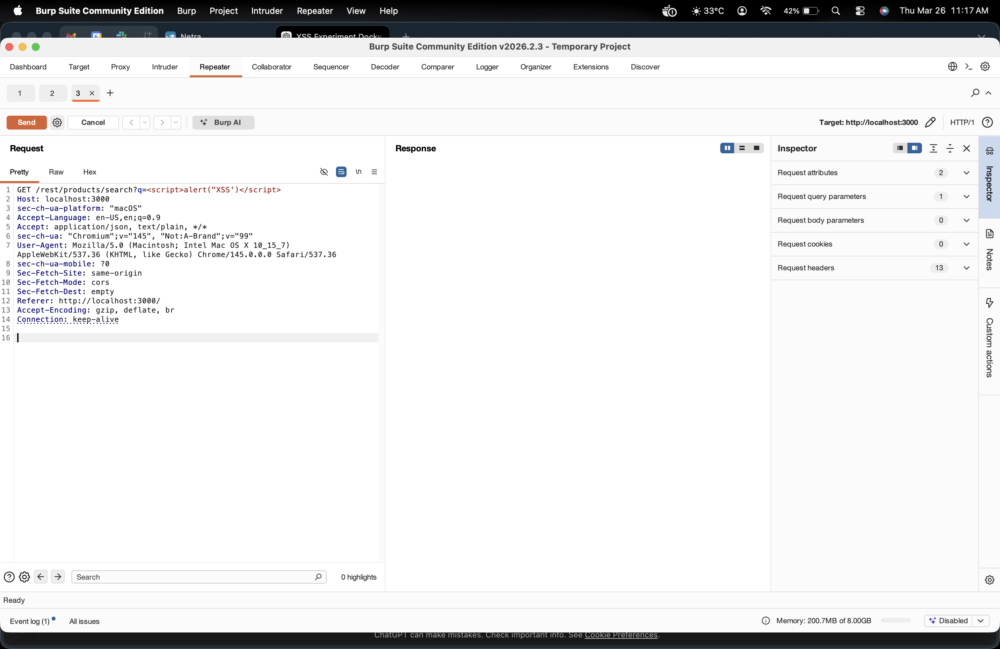 Burp Suite Community Edition Burp Project Intruder Repeater View Help 33°C 42% Thu Mar 26 11:17 AM
6 Netra XSS Experiment Docke
Burp Suite Community Edition v2026.2.3 - Temporary Project
Dashboard Target Proxy Intruder Repeater Collaborator Sequencer Decoder Comparer Logger Organizer Extensions Discover
1 2 3
Send Cancel Burp AI Target: http://localhost:3000 HTTP/1
Request
Pretty Raw Hex \n
1 GET /rest/products/search?q=<script>alert("XSS')</script>
2 Host: localhost:3000
3 sec-ch-ua-platform: "macOS"
4 Accept-Language: en-US,en;q=0.9
5 Accept: application/json, text/plain, */*
6 sec-ch-ua: "Chromium";v="145", "Not:A-Brand";v="99"
7 User-Agent: Mozilla/5.0 (Macintosh; Intel Mac OS X 10_15_7)
AppleWebKit/537.36 (KHTML, like Gecko) Chrome/145.0.0.0 Safari/537.36
8 sec-ch-ua-mobile: ?0
9 Sec-Fetch-Site: same-origin
10 Sec-Fetch-Mode: cors
11 Sec-Fetch-Dest: empty
12 Referer: http://localhost:3000/
13 Accept-Encoding: gzip, deflate, br
14 Connection: keep-alive
15
16
Search 0 highlights
Response
Inspector
Request attributes 2
Request query parameters 1
Request body parameters 0
Request cookies 0
Request headers 13
Inspector
Notes
Custom actions
Ready
Event log (1) All issues Memory: 200.7MB of 8.00GB Disabled
ChatGPT can make mistakes. Check important info. See Cookie Preferences.